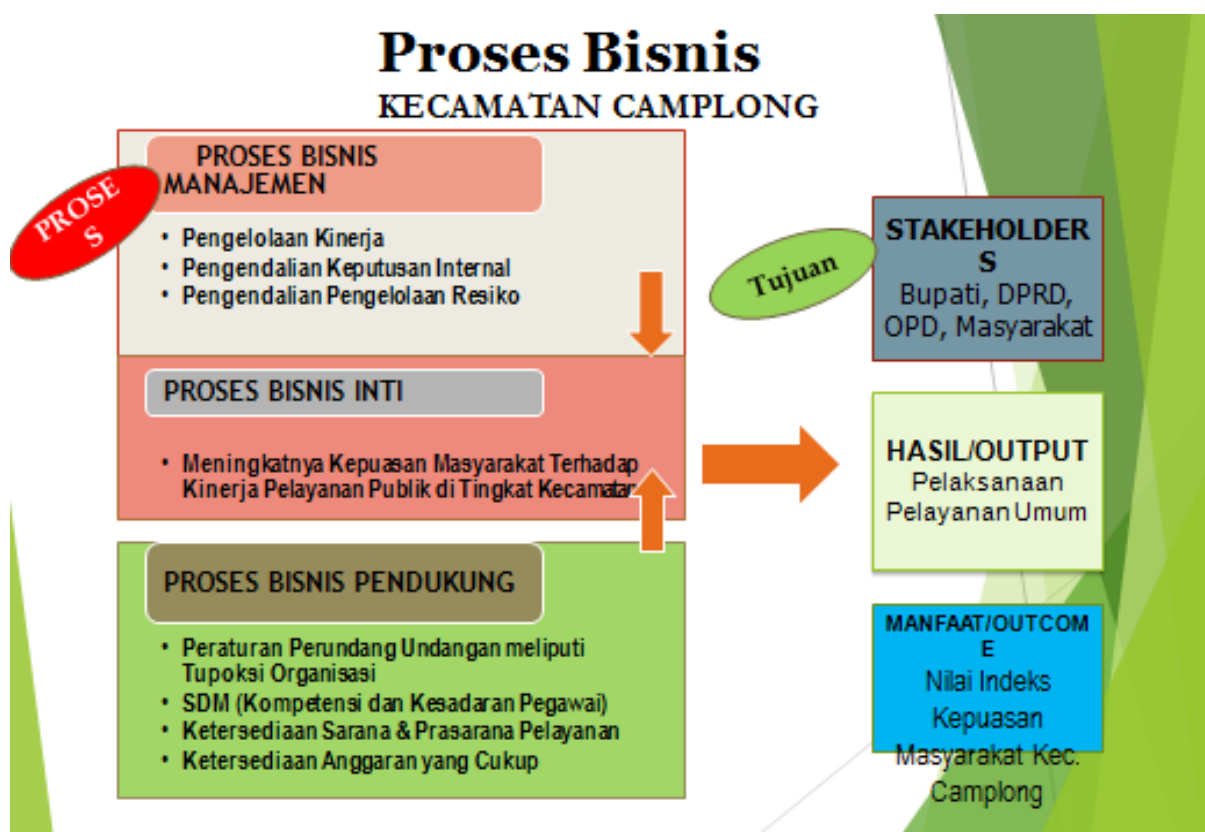 Proses Bisnis
KECAMATAN CAMPLONG
PROSES BISNIS
MANAJEMEN
PROSE
S
• Pengelolaan Kinerja
• Pengendalian Keputusan Internal
• Pengendalian Pengelolaan Resiko
PROSES BISNIS INTI
• Meningkatnya Kepuasan Masyarakat Terhadap
Kinerja Pelayanan Publik di Tingkat Kecamatan
PROSES BISNIS PENDUKUNG
• Peraturan Perundang Undangan meliputi
Tupoksi Organisasi
• SDM (Kompetensi dan Kesadaran Pegawai)
• Ketersediaan Sarana & Prasarana Pelayanan
• Ketersediaan Anggaran yang Cukup
Tujuan
STAKEHOLDER
S
Bupati, DPRD,
OPD, Masyarakat
HASIL/OUTPUT
Pelaksanaan
Pelayanan Umum
MANFAAT/OUTCOM
E
Nilai Indeks
Kepuasan
Masyarakat Kec.
Camplong